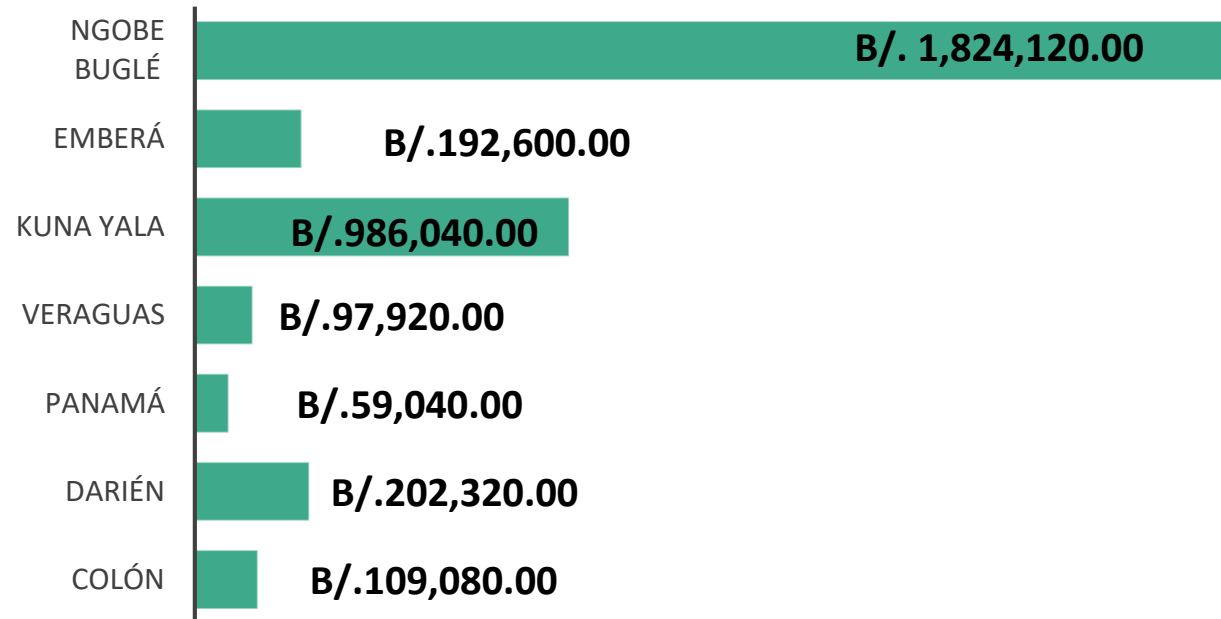 NGOBE
BUGLÉ
B/. 1,824,120.00
EMBERÁ
B/.192,600.00
KUNA YALA
B/.986,040.00
VERAGUAS
B/.97,920.00
PANAMÁ
B/.59,040.00
DARIÉN
B/.202,320.00
COLÓN
B/.109,080.00